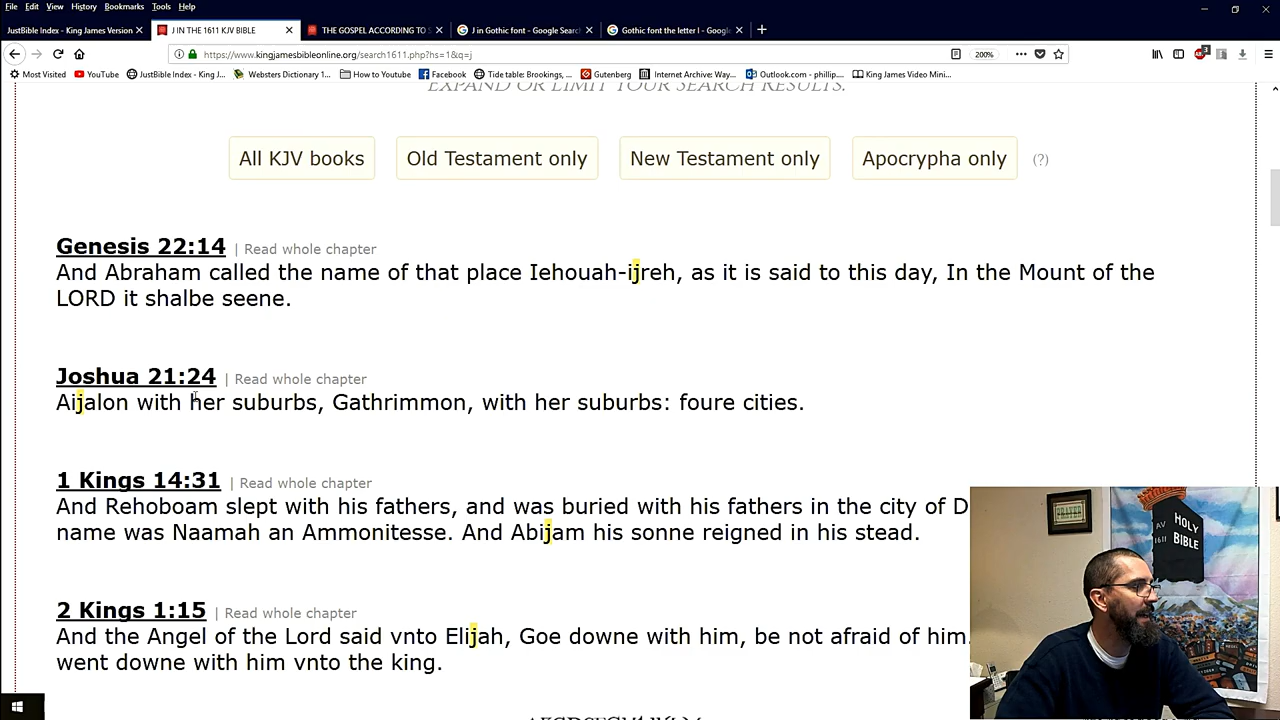 File Edit View History Bookmarks Tools Help
JustBible Index - King James Version
J IN THE 1611 KJV BIBLE
THE GOSPEL ACCORDING TO S
J in Gothic font - Google Search
Gothic font the letter I - Google
https://www.kingjamesbibleonline.org/search1611.php?hs=1&q=j
200%
Most Visited YouTube JustBible Index - King J... Websters Dictionary 1... How to Youtube Facebook Tide table: Brookings, ... Gutenberg Internet Archive: Way... Outlook.com - phillip.... King James Video Mini...
EXPAND OR LIMIT YOUR SEARCH RESULTS.
All KJV books Old Testament only New Testament only Apocrypha only (?)
Genesis 22:14 | Read whole chapter
And Abraham called the name of that place Iehouah-ijreh, as it is said to this day, In the Mount of the
LORD it shalbe seene.
Joshua 21:24 | Read whole chapter
Aijalon with her suburbs, Gathrimmon, with her suburbs: foure cities.
1 Kings 14:31 | Read whole chapter
And Rehoboam slept with his fathers, and was buried with his fathers in the city of D
name was Naamah an Ammonitesse. And Abijam his sonne reigned in his stead.
2 Kings 1:15 | Read whole chapter
And the Angel of the Lord said vnto Elijah, Goe downe with him, be not afraid of him.
went downe with him vnto the king.
PRAYER
AV
1611
HOLY
BIBLE